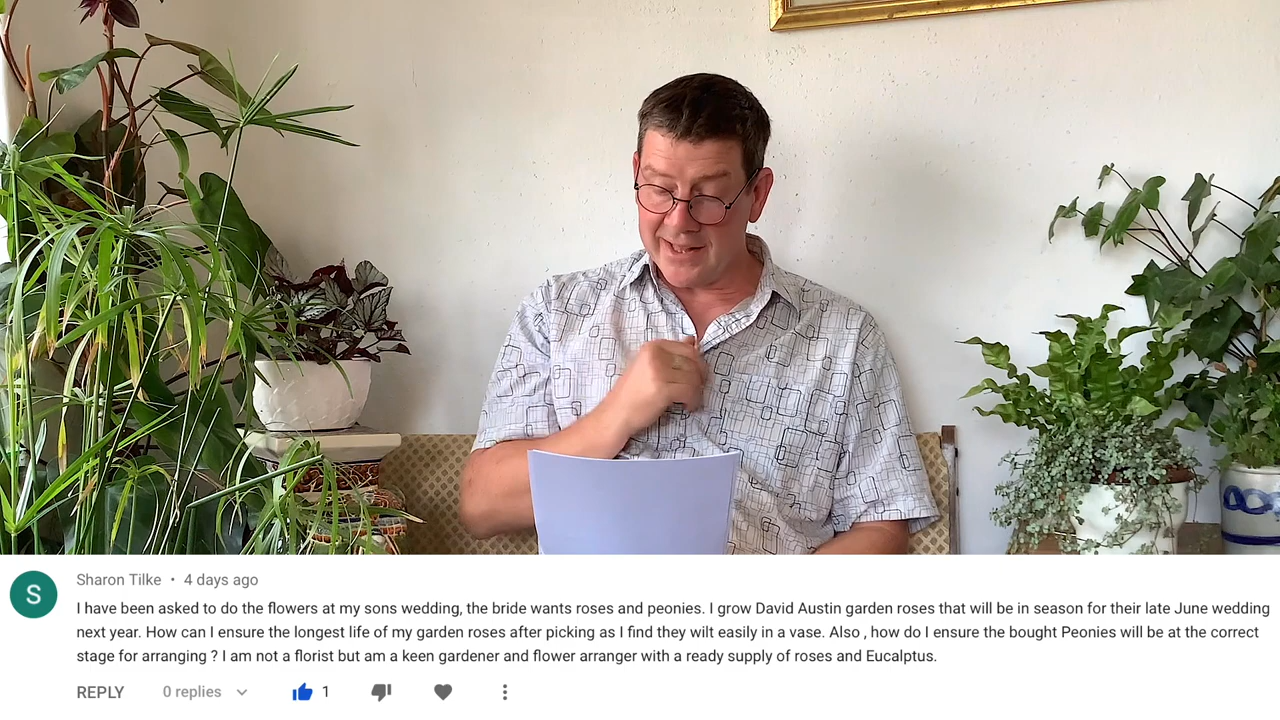 S
Sharon Tilke • 4 days ago
I have been asked to do the flowers at my sons wedding, the bride wants roses and peonies. I grow David Austin garden roses that will be in season for their late June wedding
next year. How can I ensure the longest life of my garden roses after picking as I find they wilt easily in a vase. Also , how do I ensure the bought Peonies will be at the correct
stage for arranging ? I am not a florist but am a keen gardener and flower arranger with a ready supply of roses and Eucalptus.
REPLY 0 replies 1